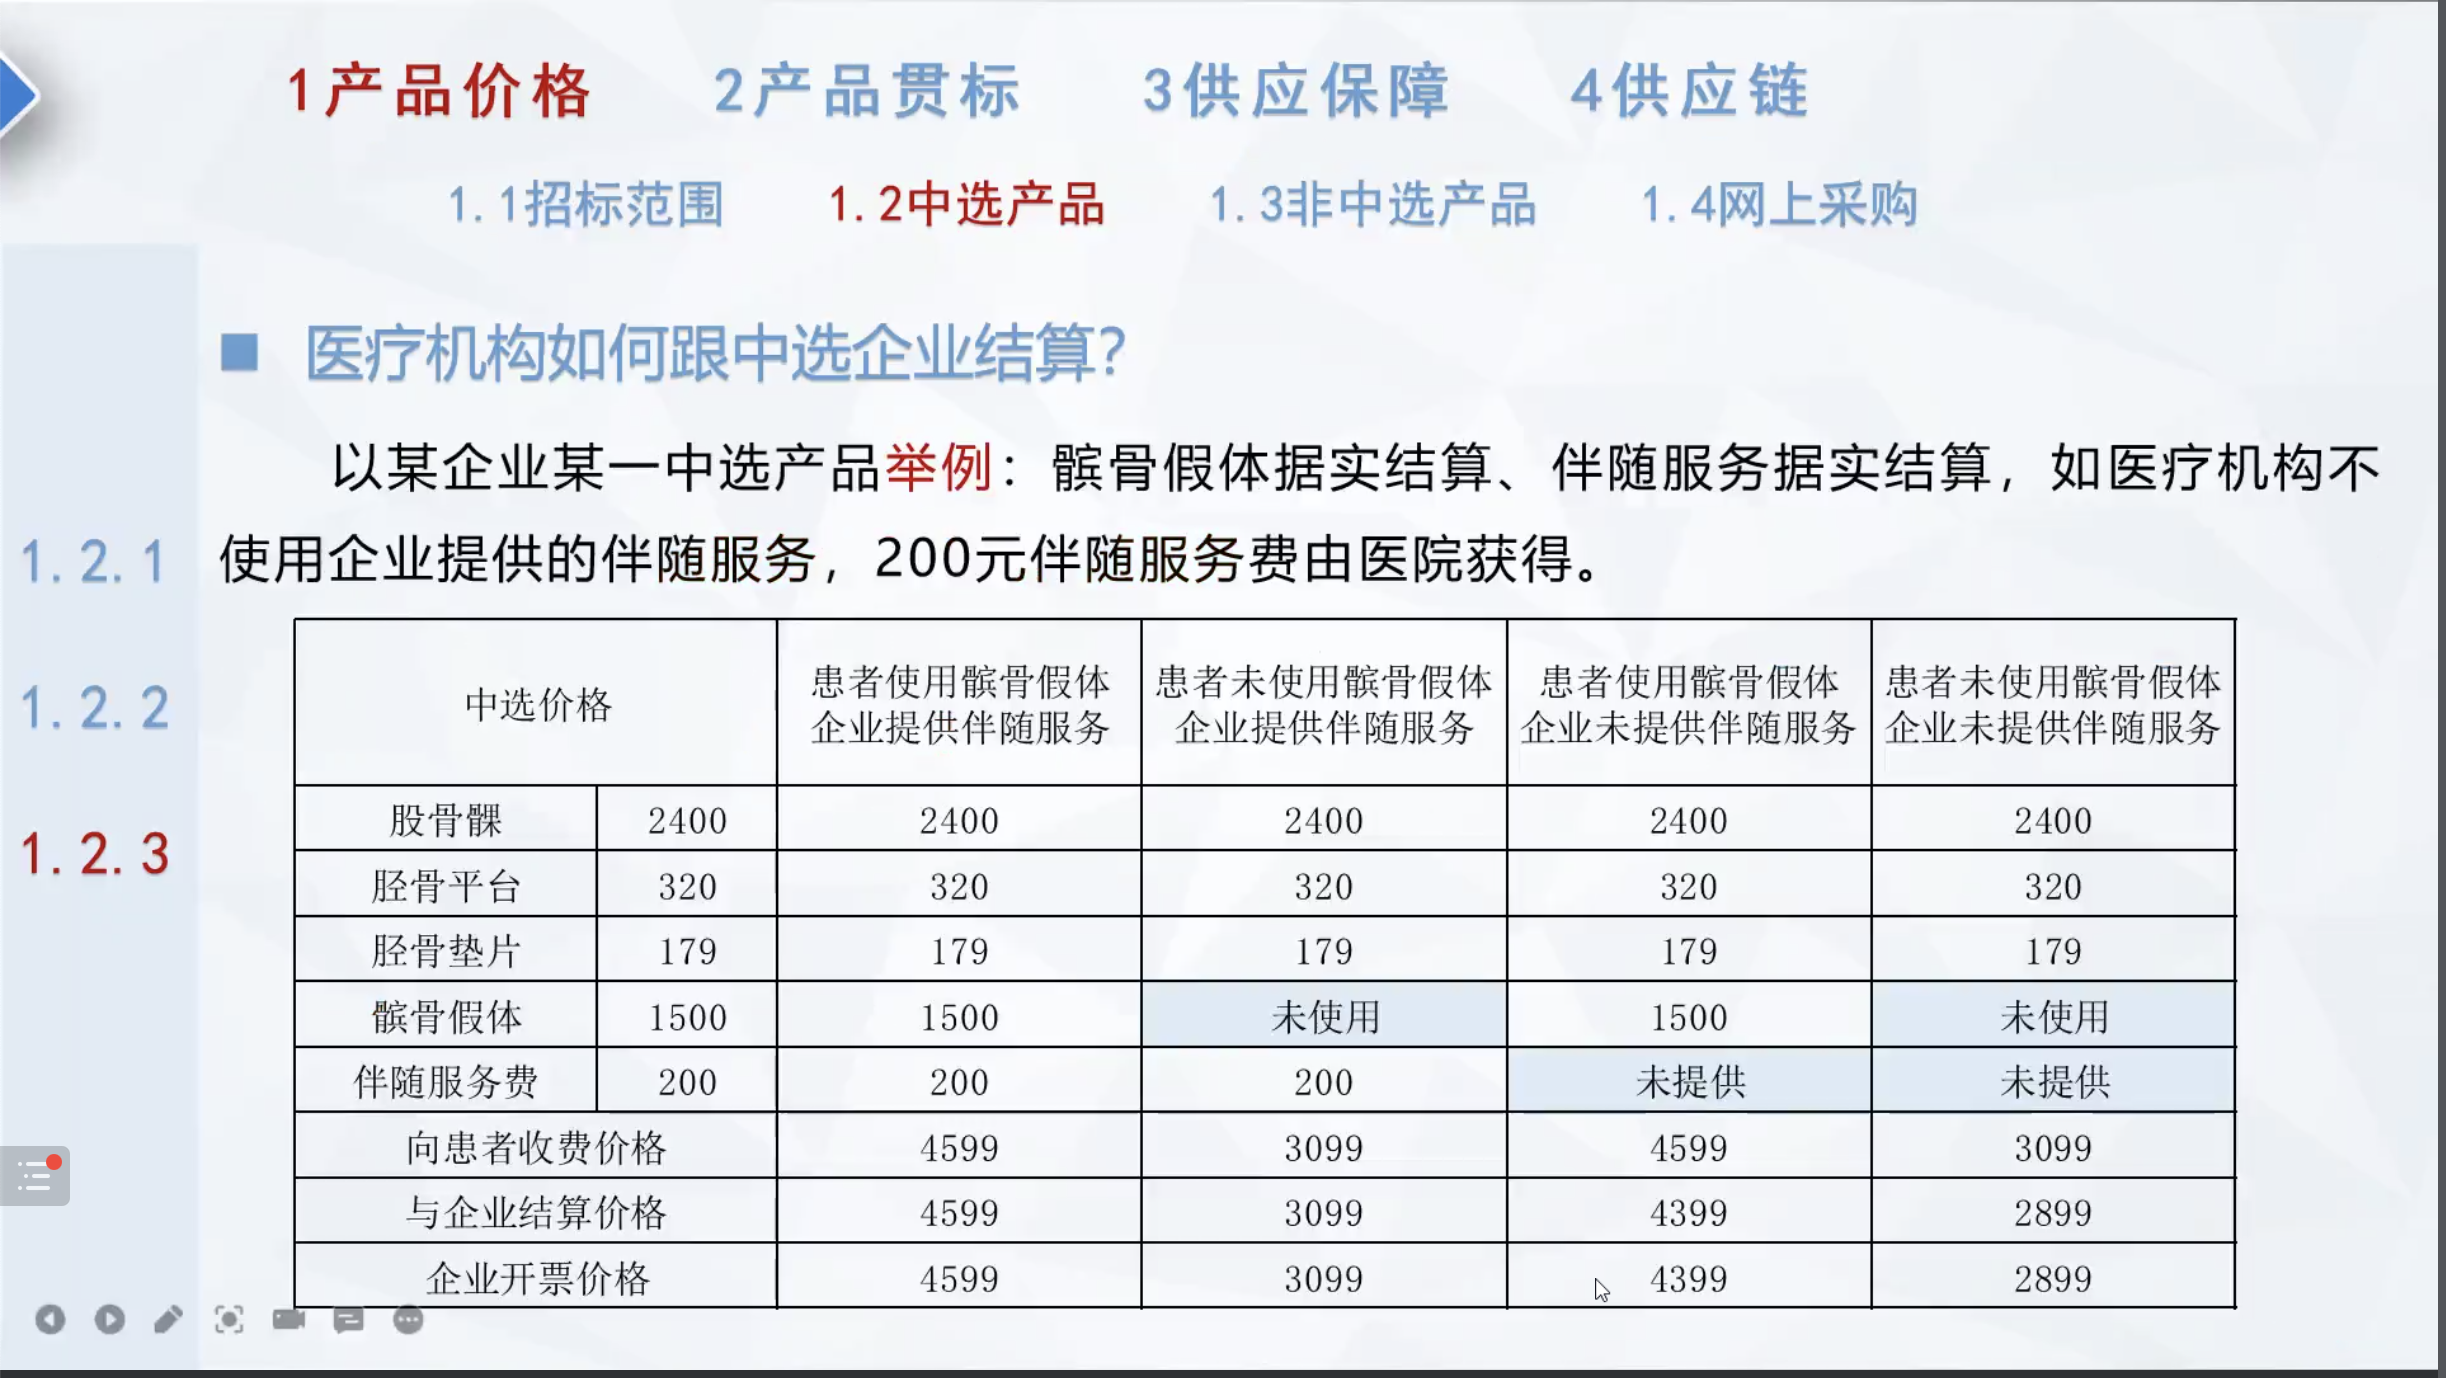 1产品价格 2产品贯标 3供应保障 4供应链
1.1招标范围 1.2中选产品 1.3非中选产品 1.4网上采购
医疗机构如何跟中选企业结算？
以某企业某一中选产品举例：髌骨假体据实结算、伴随服务据实结算，如医疗机构不
使用企业提供的伴随服务，200元伴随服务费由医院获得。
1.2.1
1.2.2
1.2.3
中选价格 患者使用髌骨假体 患者未使用髌骨假体 患者使用髌骨假体 患者未使用髌骨假体
企业提供伴随服务 企业提供伴随服务 企业未提供伴随服务 企业未提供伴随服务
股骨髁 2400 2400 2400 2400 2400
胫骨平台 320 320 320 320 320
胫骨垫片 179 179 179 179 179
髌骨假体 1500 1500 未使用 1500 未使用
伴随服务费 200 200 200 未提供 未提供
向患者收费价格 4599 3099 4599 3099
与企业结算价格 4599 3099 4399 2899
企业开票价格 4599 3099 4399 2899